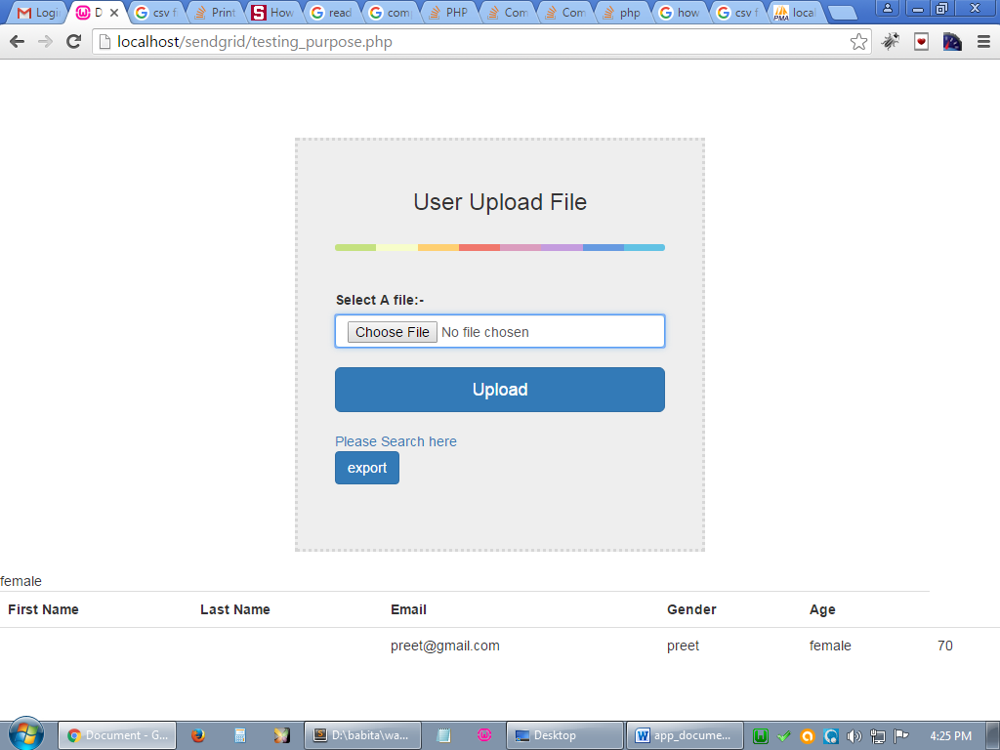 Logi D csv f Print How read com PHP Com Com php how csv f local
localhost/sendgrid/testing_purpose.php
User Upload File
Select A file:-
Choose File No file chosen
Upload
Please Search here
export
female
First Name Last Name Email Gender Age
preet@gmail.com preet female 70
Document - G... D:\babita\wa... Desktop app_docume... 4:25 PM